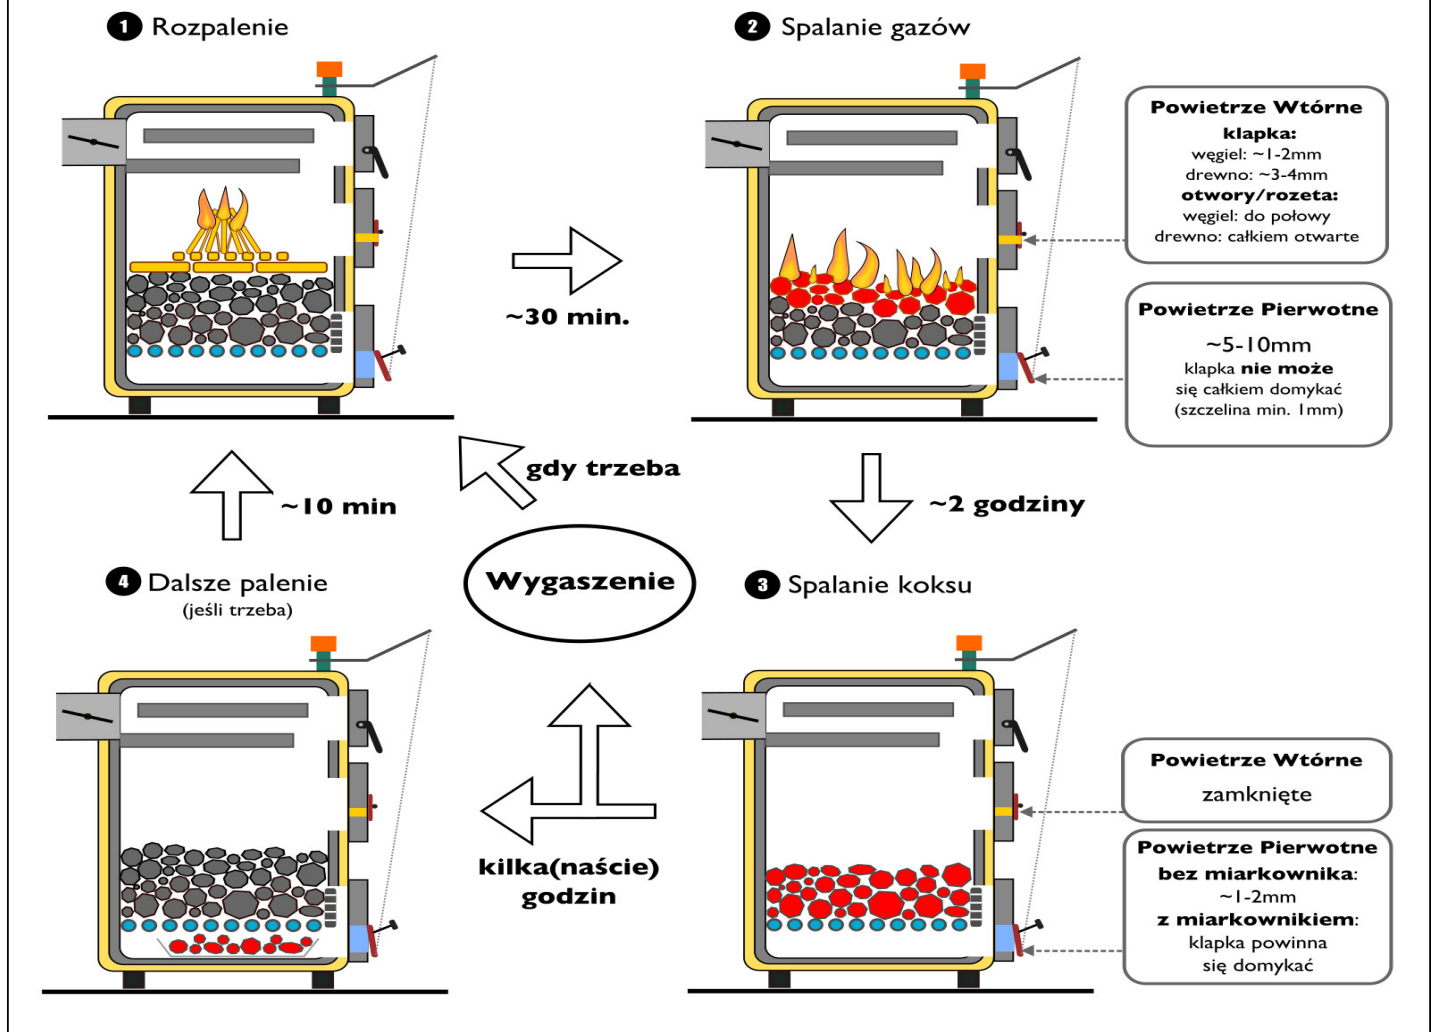 1 Rozpalenie
2 Spalanie gazów
Powietrze Wtórne
klapka:
węgiel: ~1-2mm
drewno: ~3-4mm
otwory/rozeta:
węgiel: do połowy
drewno: całkiem otwarte
~30 min.
Powietrze Pierwotne
~5-10mm
klapka nie może
się całkiem domykać
(szczelina min. 1mm)
gdy trzeba
~10 min
~2 godziny
Wygaszenie
4 Dalsze palenie
(jeśli trzeba)
3 Spalanie koksu
kilka(naście)
godzin
Powietrze Wtórne
zamknięte
Powietrze Pierwotne
bez miarkownika:
~1-2mm
z miarkownikiem:
klapka powinna
się domykać